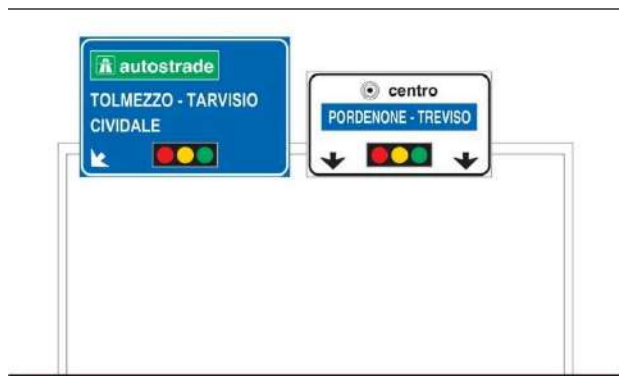 autostrade
TOLMEZZO - TARVISIO
CIVIDALE
centro
PORDENONE - TREVISO